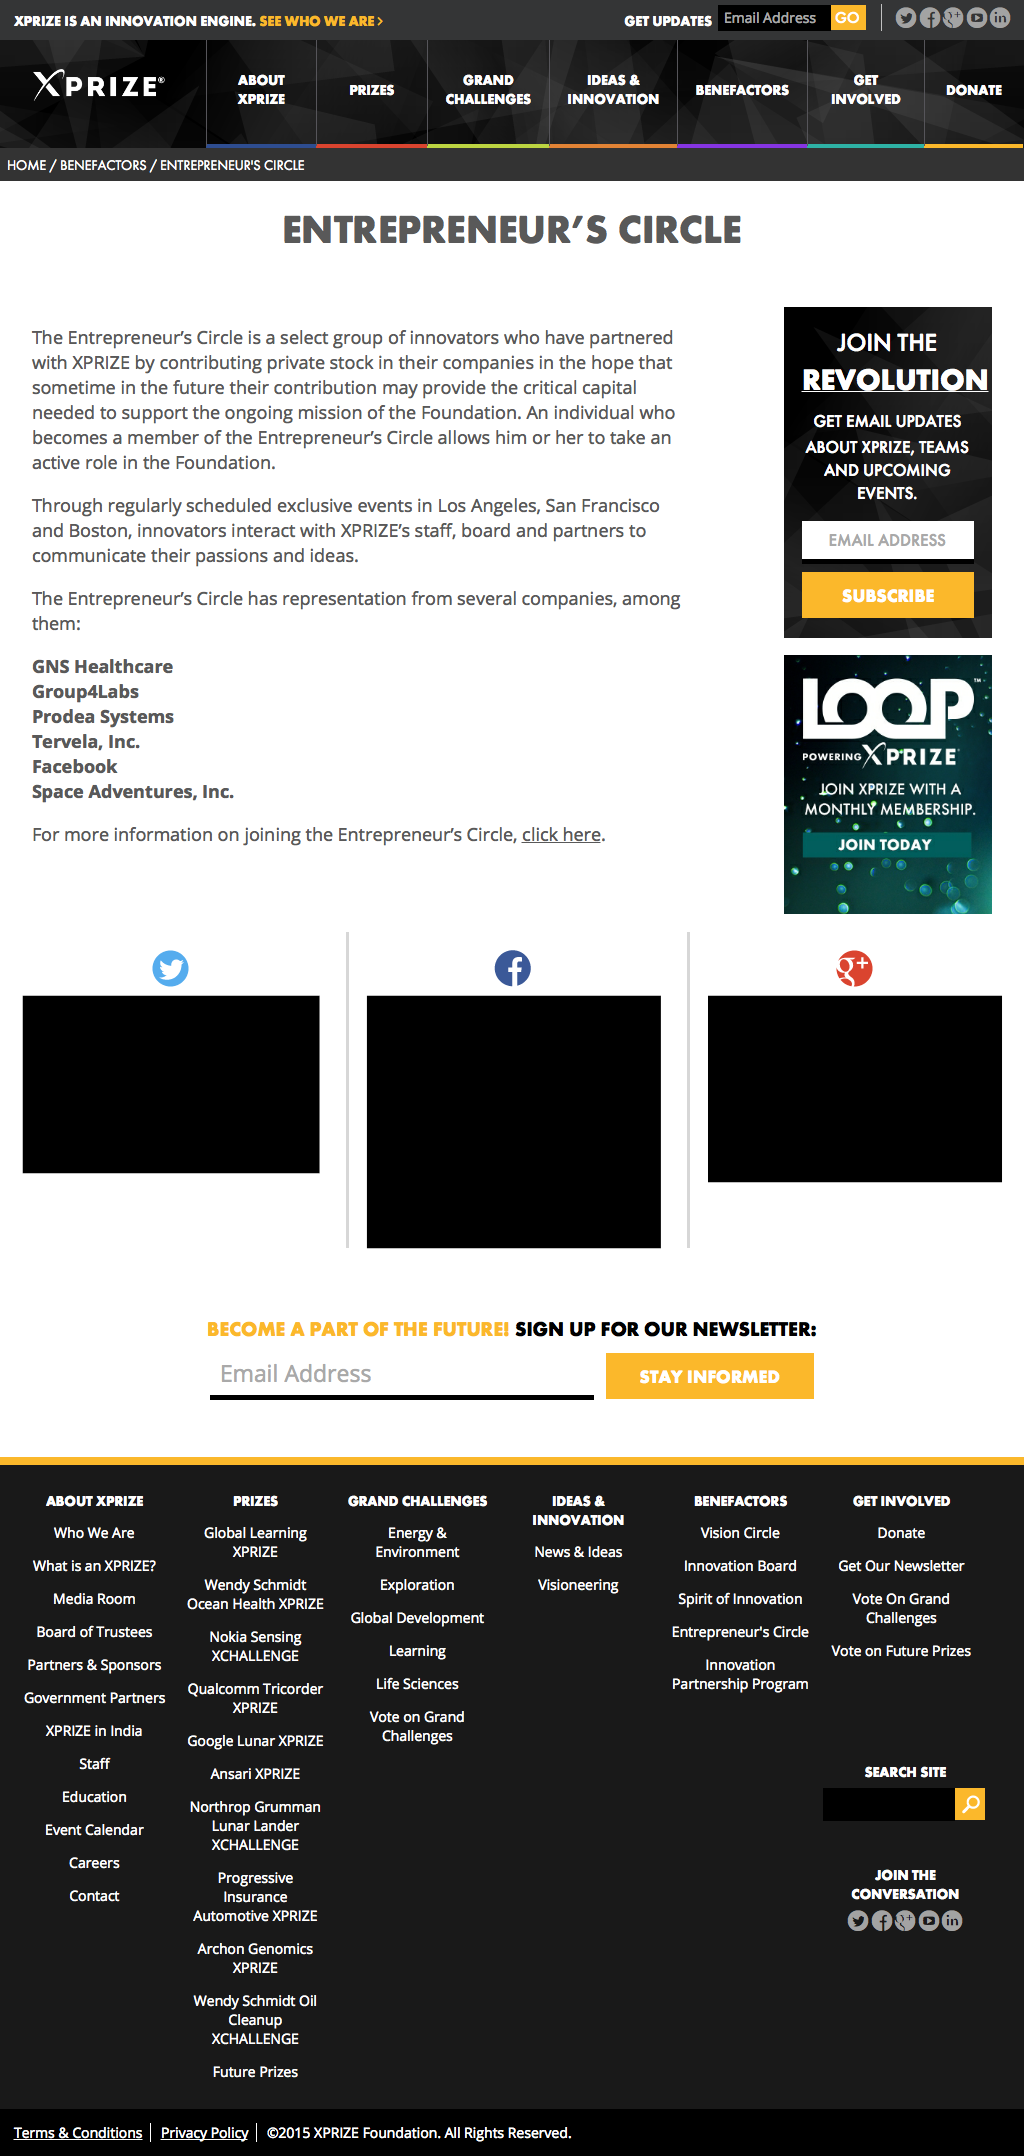 XPRIZE IS AN INNOVATION ENGINE. SEE WHO WE ARE >
GET UPDATES Email Address GO
XPRIZE®
ABOUT
XPRIZE
PRIZES
GRAND
CHALLENGES
IDEAS &
INNOVATION
BENEFACTORS
GET
INVOLVED
DONATE
HOME / BENEFACTORS / ENTREPRENEUR'S CIRCLE
ENTREPRENEUR’S CIRCLE
The Entrepreneur’s Circle is a select group of innovators who have partnered
with XPRIZE by contributing private stock in their companies in the hope that
sometime in the future their contribution may provide the critical capital
needed to support the ongoing mission of the Foundation. An individual who
becomes a member of the Entrepreneur’s Circle allows him or her to take an
active role in the Foundation.
Through regularly scheduled exclusive events in Los Angeles, San Francisco
and Boston, innovators interact with XPRIZE’s staff, board and partners to
communicate their passions and ideas.
The Entrepreneur’s Circle has representation from several companies, among
them:
GNS Healthcare
Group4Labs
Prodea Systems
Tervela, Inc.
Facebook
Space Adventures, Inc.
For more information on joining the Entrepreneur’s Circle, click here.
JOIN THE
REVOLUTION
GET EMAIL UPDATES
ABOUT XPRIZE, TEAMS
AND UPCOMING
EVENTS.
EMAIL ADDRESS
SUBSCRIBE
LOOP™
POWERING XPRIZE
JOIN XPRIZE WITH A
MONTHLY MEMBERSHIP.
JOIN TODAY
BECOME A PART OF THE FUTURE! SIGN UP FOR OUR NEWSLETTER:
Email Address
STAY INFORMED
ABOUT XPRIZE
Who We Are
What is an XPRIZE?
Media Room
Board of Trustees
Partners & Sponsors
Government Partners
XPRIZE in India
Staff
Education
Event Calendar
Careers
Contact
PRIZES
Global Learning
XPRIZE
Wendy Schmidt
Ocean Health XPRIZE
Nokia Sensing
XCHALLENGE
Qualcomm Tricorder
XPRIZE
Google Lunar XPRIZE
Ansari XPRIZE
Northrop Grumman
Lunar Lander
XCHALLENGE
Progressive
Insurance
Automotive XPRIZE
Archon Genomics
XPRIZE
Wendy Schmidt Oil
Cleanup
XCHALLENGE
Future Prizes
GRAND CHALLENGES
Energy &
Environment
Exploration
Global Development
Learning
Life Sciences
Vote on Grand
Challenges
IDEAS &
INNOVATION
News & Ideas
Visioneering
BENEFACTORS
Vision Circle
Innovation Board
Spirit of Innovation
Entrepreneur's Circle
Innovation
Partnership Program
GET INVOLVED
Donate
Get Our Newsletter
Vote On Grand
Challenges
Vote on Future Prizes
SEARCH SITE
JOIN THE
CONVERSATION
Terms & Conditions | Privacy Policy | ©2015 XPRIZE Foundation. All Rights Reserved.